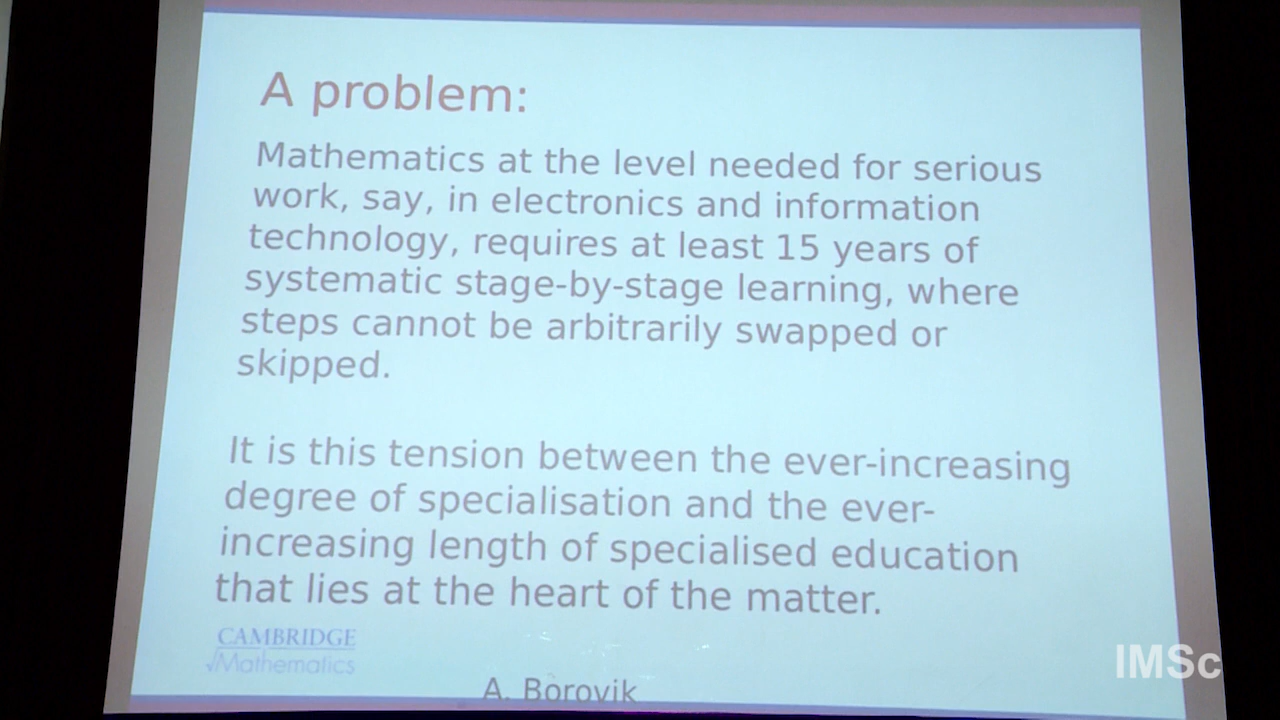 A problem:
Mathematics at the level needed for serious
work, say, in electronics and information
technology, requires at least 15 years of
systematic stage-by-stage learning, where
steps cannot be arbitrarily swapped or
skipped.
It is this tension between the ever-increasing
degree of specialisation and the ever-
increasing length of specialised education
that lies at the heart of the matter.
CAMBRIDGE
√Mathematics
A. Borovik
IMSc